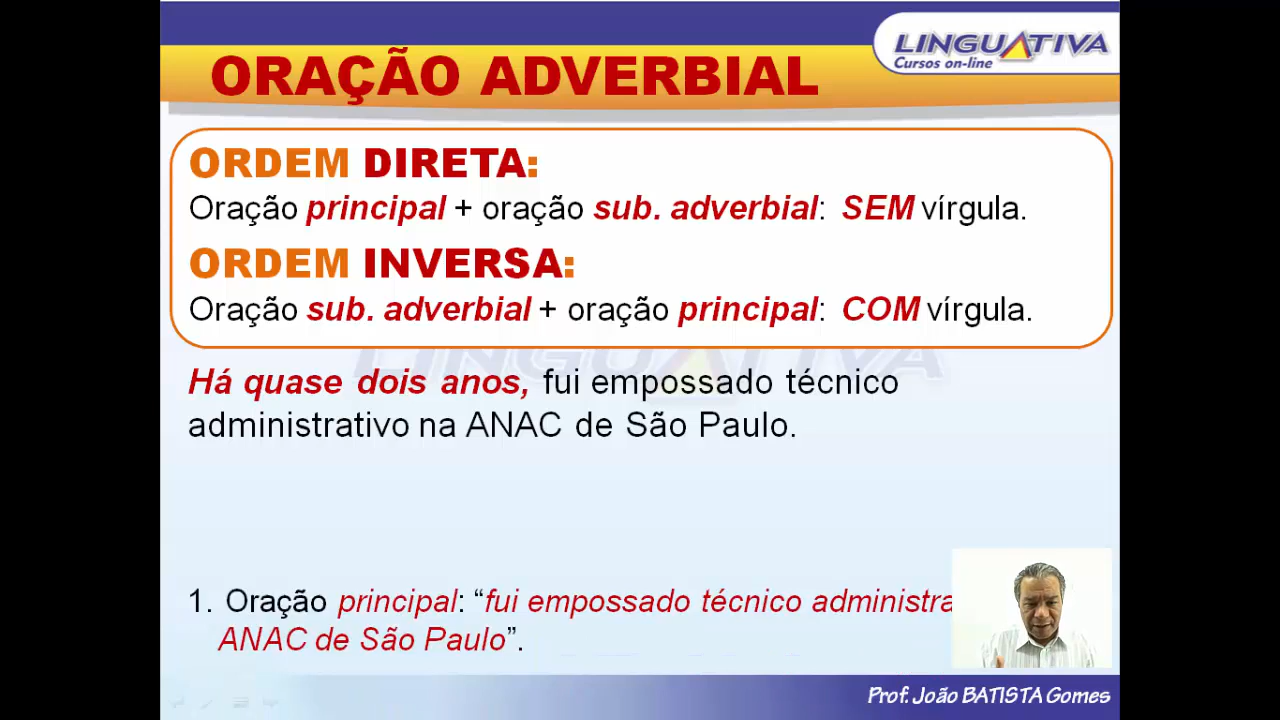 LINGUATIVA
Cursos on-line
ORAÇÃO ADVERBIAL
ORDEM DIRETA:
Oração principal + oração sub. adverbial: SEM vírgula.
ORDEM INVERSA:
Oração sub. adverbial + oração principal: COM vírgula.
LINGUATIVA
Há quase dois anos, fui empossado técnico
administrativo na ANAC de São Paulo.
1. Oração principal: “fui empossado técnico administra
ANAC de São Paulo”.
Prof. João BATISTA Gomes